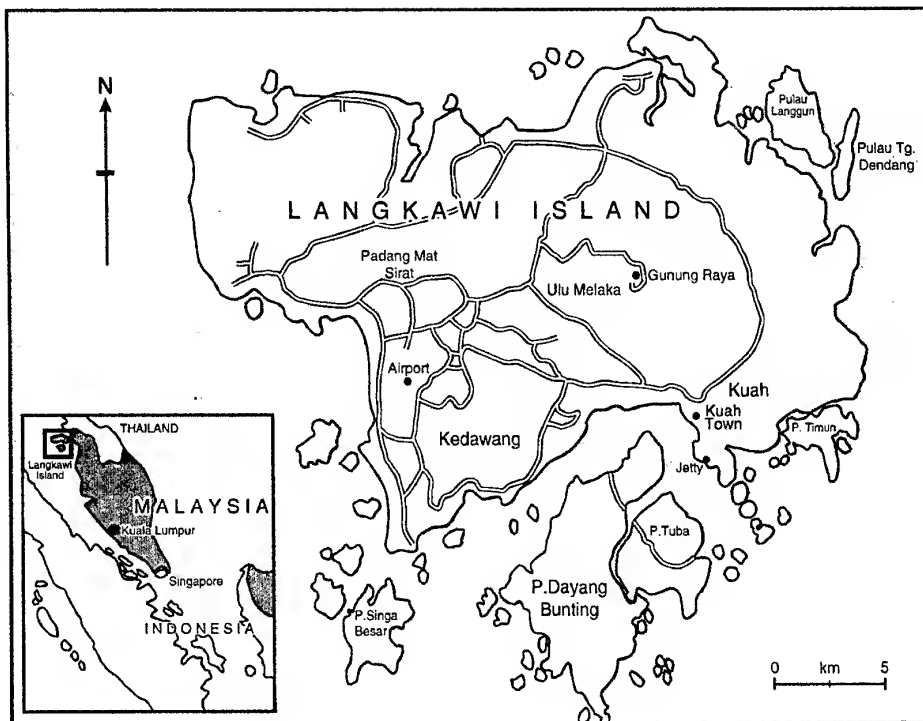 N
Pulau
Langgun
Pulau Tg.
Dendang
LANGKAWI ISLAND
Padang Mat
Sirat
Ulu Melaka
Gunung Raya
Airport
Kuah
Kuah
Town
P. Timun
Kedawang
Jetty
P.Tuba
P.Dayang
Bunting
P.Singa
Besar
0 km 5
THAILAND
Langkawi
Island
MALAYSIA
Kuala Lumpur
Singapore
INDONESIA